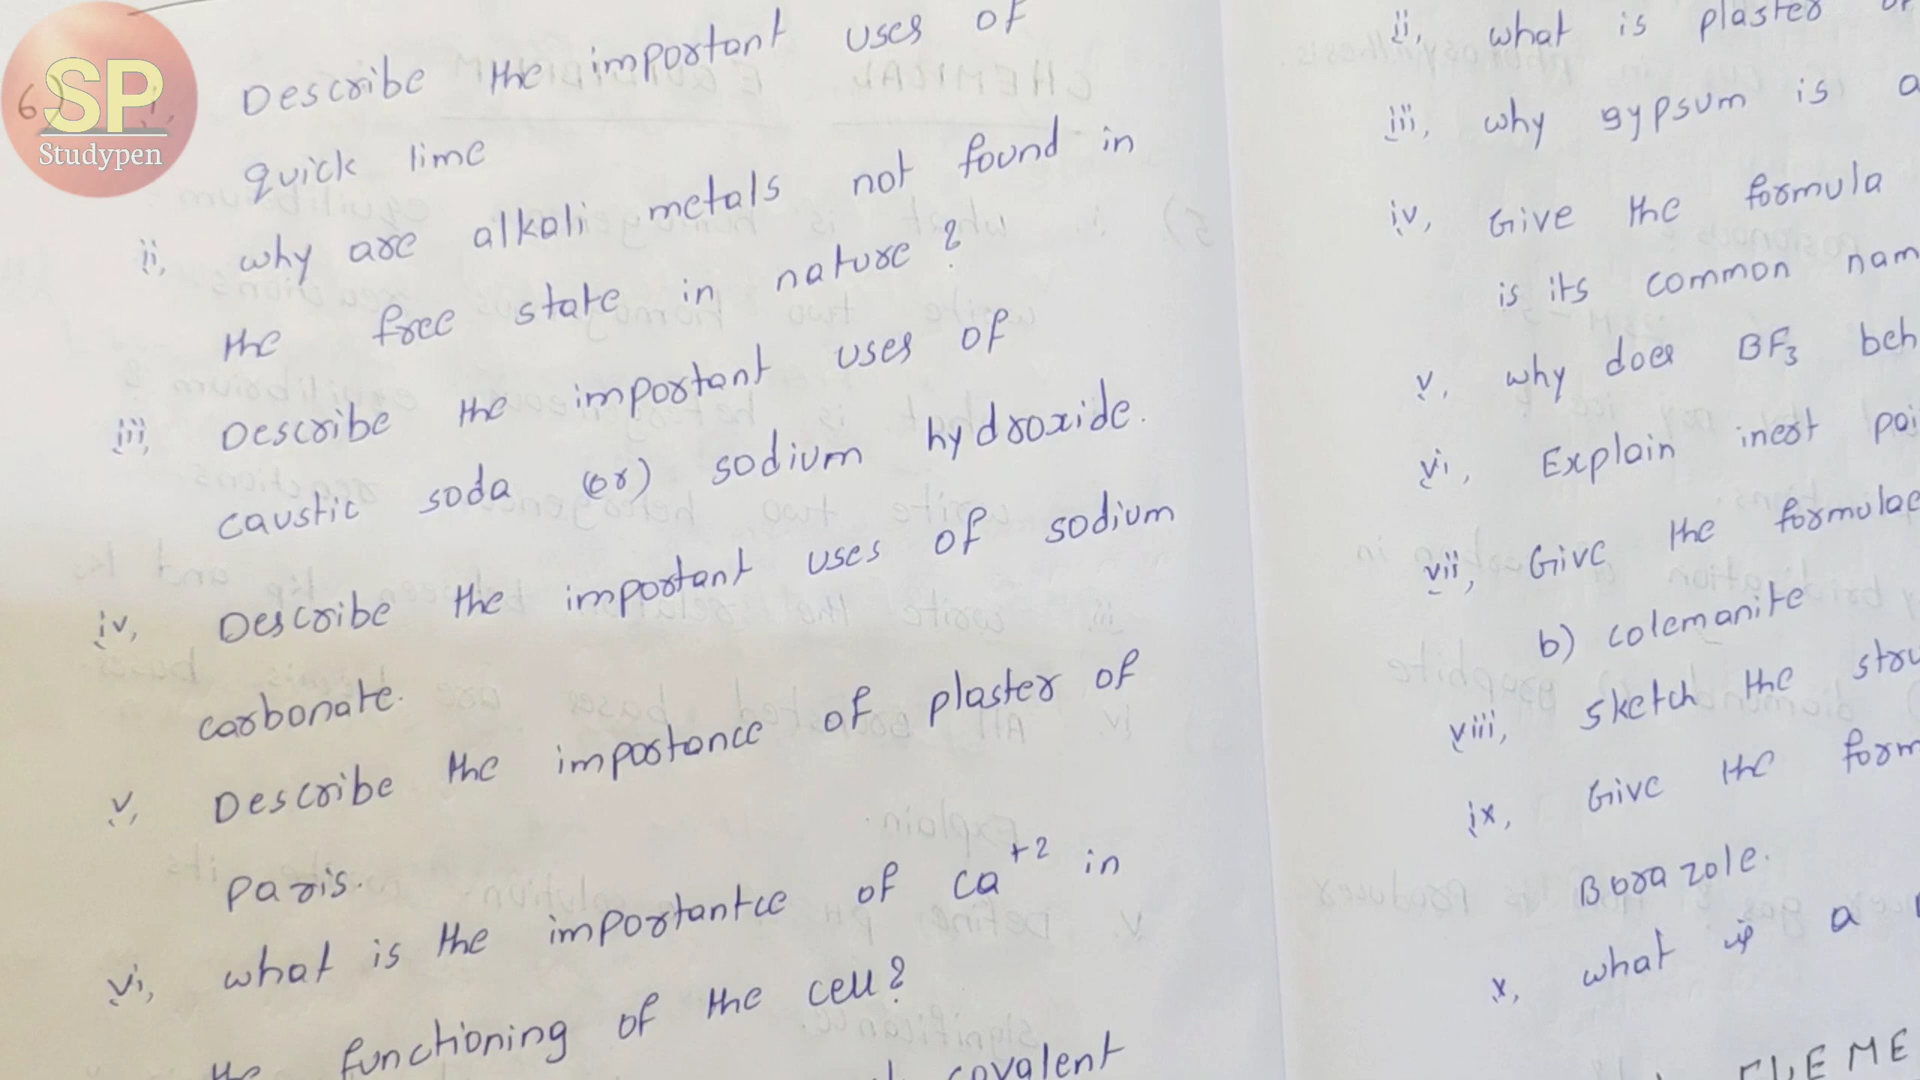 SP
Studypen
6)
Describe the important uses of
quick lime
ii, why are alkali metals not found in
the free state in nature?
iii, Describe the important uses of
caustic soda (or) sodium hydroxide.
iv, Describe the important uses of sodium
carbonate.
v, Describe the importance of plaster of
paris.
vi, what is the importantce of ca+2 in
the functioning of the cell?
covalent
ii, what is plaster
iii, why gypsum is a
iv, Give the formula
is its common nam
v, why does BF3 beh
vi, Explain inert pai
vii, Give the formulae
b) colemanite
viii, sketch the stru
ix, Give the form
Borazole.
x, what is a
ELEME